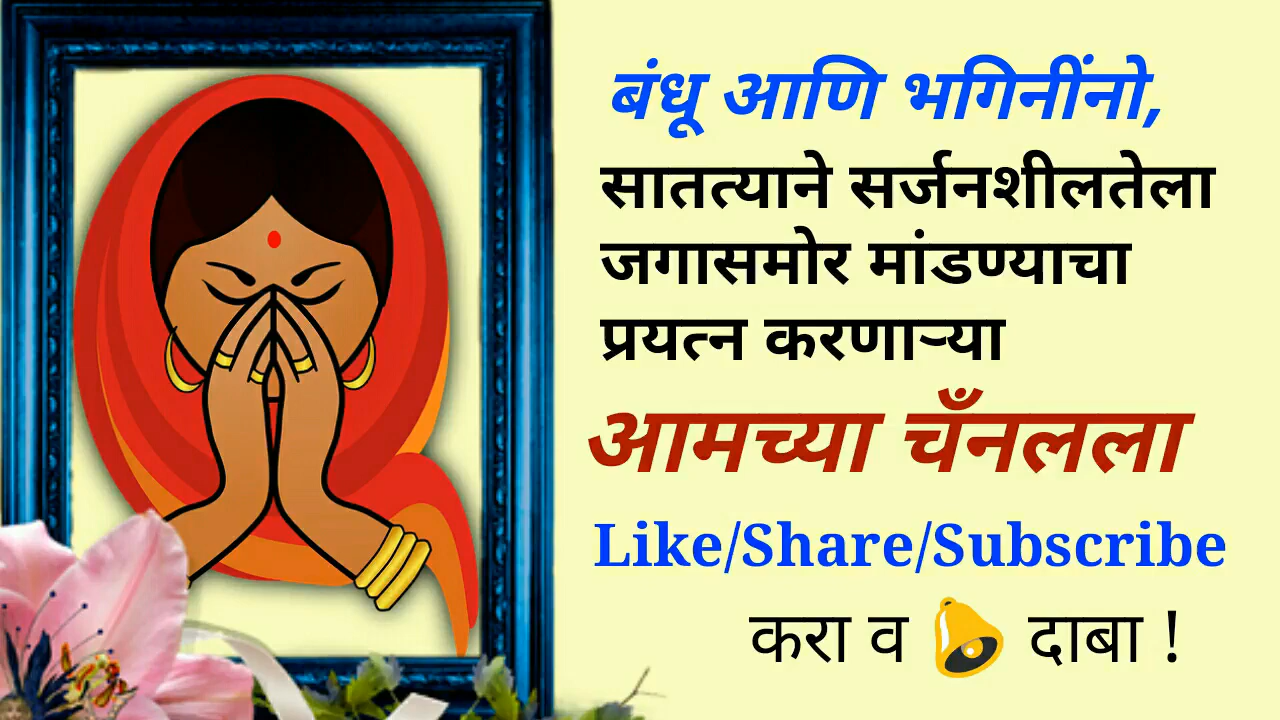 बंधू आणि भगिनींनो,
सातत्याने सर्जनशीलतेला
जगासमोर मांडण्याचा
प्रयत्न करणाऱ्या
आमच्या चँनलला
Like/Share/Subscribe
करा व 🔔 दाबा !